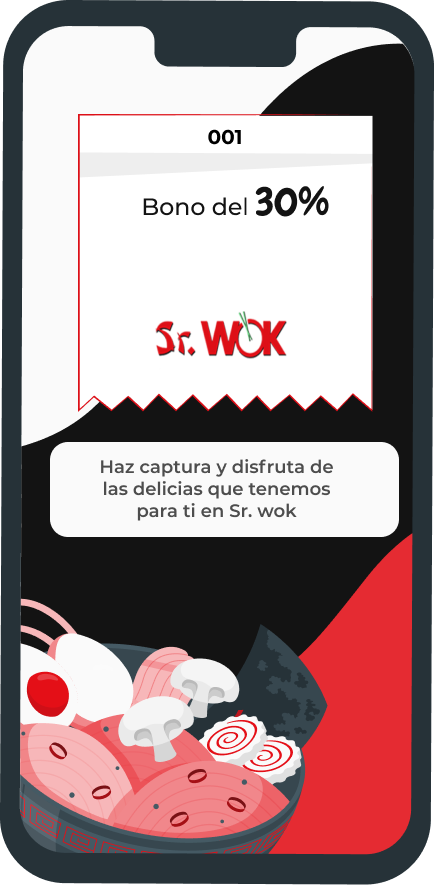 001
Bono del 30%
Sr. WOK
Haz captura y disfruta de
las delicias que tenemos
para ti en Sr. wok